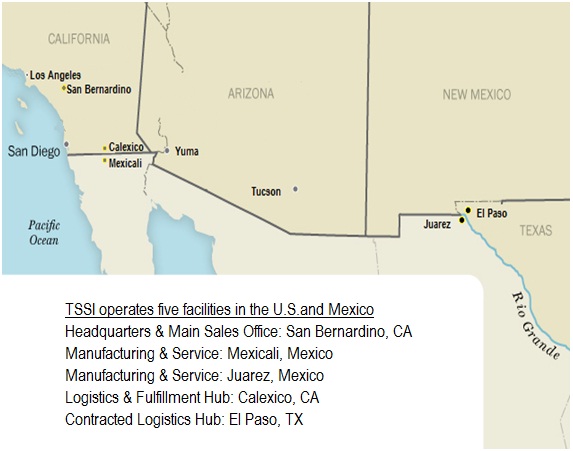 CALIFORNIA
Los Angeles
San Bernardino
ARIZONA
NEW MEXICO
San Diego
Calexico
Mexicali
Yuma
Tucson
El Paso
Juarez
TEXAS
Pacific
Ocean
Rio Grande
TSSI operates five facilities in the U.S.and Mexico
Headquarters & Main Sales Office: San Bernardino, CA
Manufacturing & Service: Mexicali, Mexico
Manufacturing & Service: Juarez, Mexico
Logistics & Fulfillment Hub: Calexico, CA
Contracted Logistics Hub: El Paso, TX